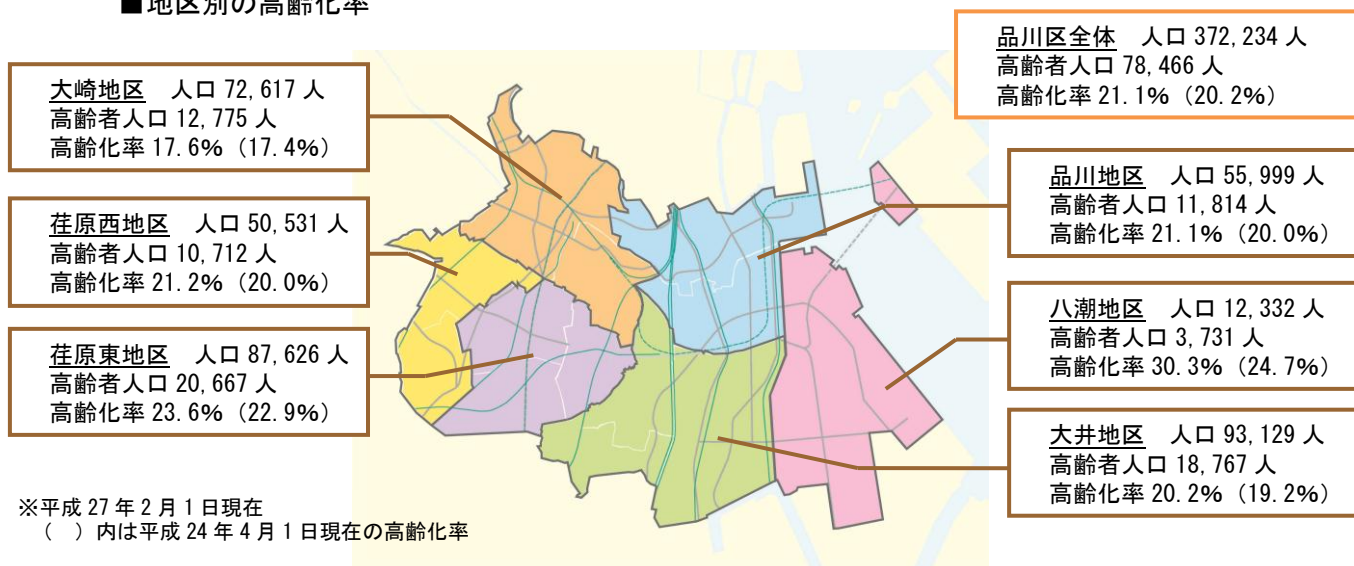 ■地区別の高齢化率
品川区全体 人口 372,234 人
高齢者人口 78,466 人
高齢化率 21.1% (20.2%)
大崎地区 人口 72,617 人
高齢者人口 12,775 人
高齢化率 17.6% (17.4%)
品川地区 人口 55,999 人
高齢者人口 11,814 人
高齢化率 21.1% (20.0%)
荏原西地区 人口 50,531 人
高齢者人口 10,712 人
高齢化率 21.2% (20.0%)
八潮地区 人口 12,332 人
高齢者人口 3,731 人
高齢化率 30.3% (24.7%)
荏原東地区 人口 87,626 人
高齢者人口 20,667 人
高齢化率 23.6% (22.9%)
大井地区 人口 93,129 人
高齢者人口 18,767 人
高齢化率 20.2% (19.2%)
※平成 27 年 2 月 1 日現在
( )内は平成 24 年 4 月 1 日現在の高齢化率